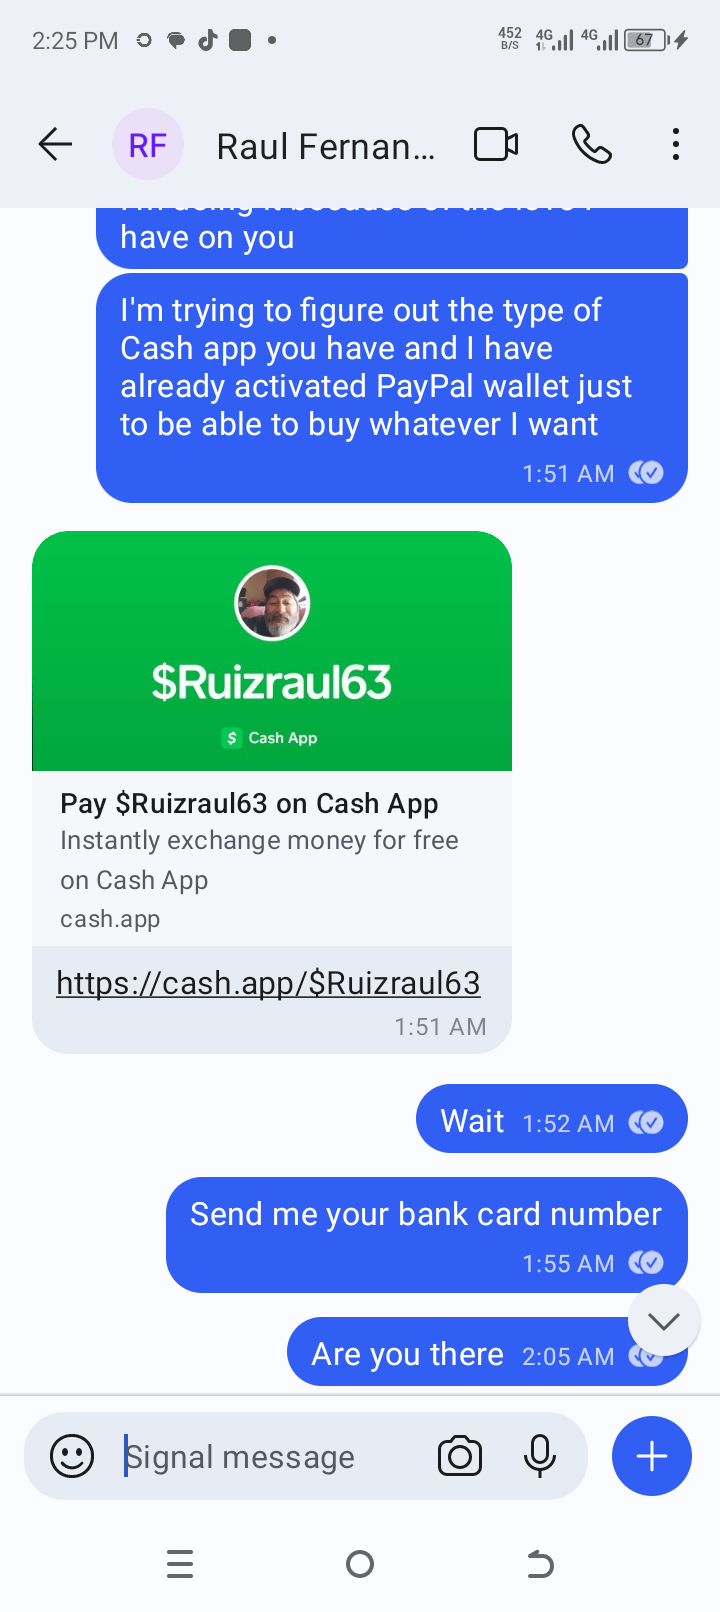 2:25 PM
452 B/S 4G 4G 67
RF Raul Fernan...
have on you
I'm trying to figure out the type of
Cash app you have and I have
already activated PayPal wallet just
to be able to buy whatever I want
1:51 AM
$Ruizraul63
$ Cash App
Pay $Ruizraul63 on Cash App
Instantly exchange money for free
on Cash App
cash.app
https://cash.app/$Ruizraul63
1:51 AM
Wait 1:52 AM
Send me your bank card number
1:55 AM
Are you there 2:05 AM
Signal message